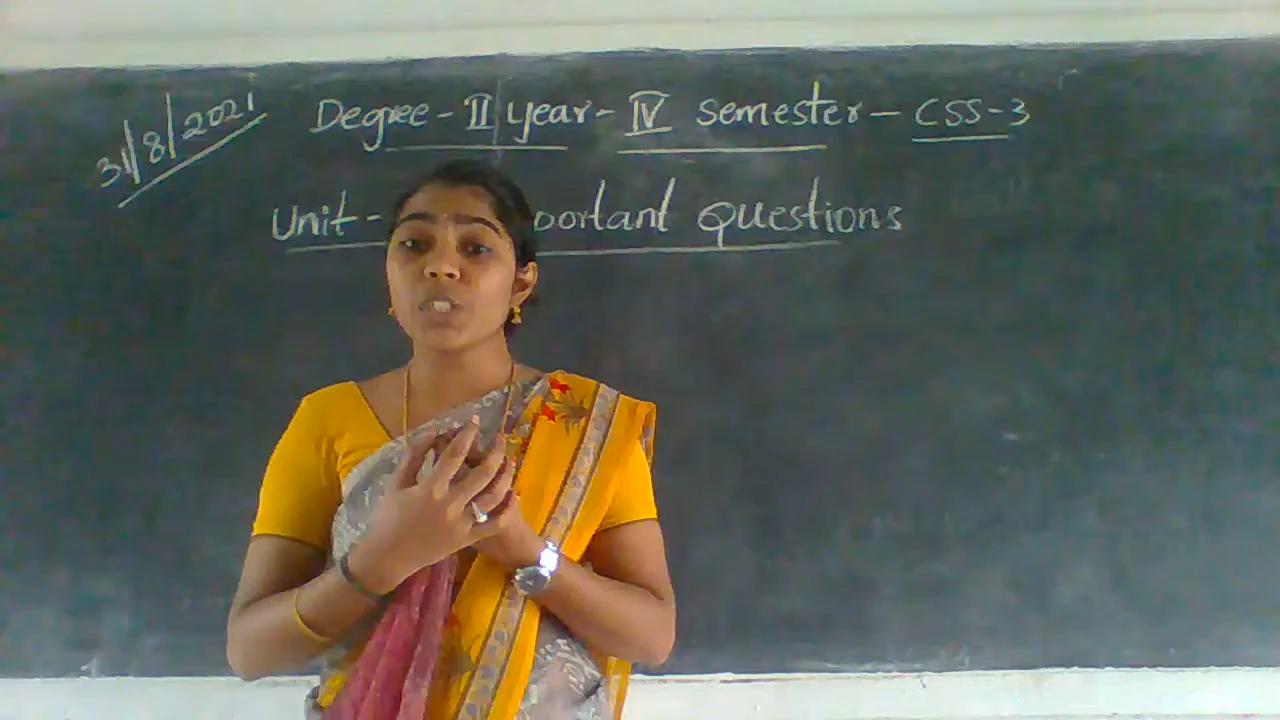 31/8/2021
Degree - II year - IV semester - CSS-3
Unit - portant Questions